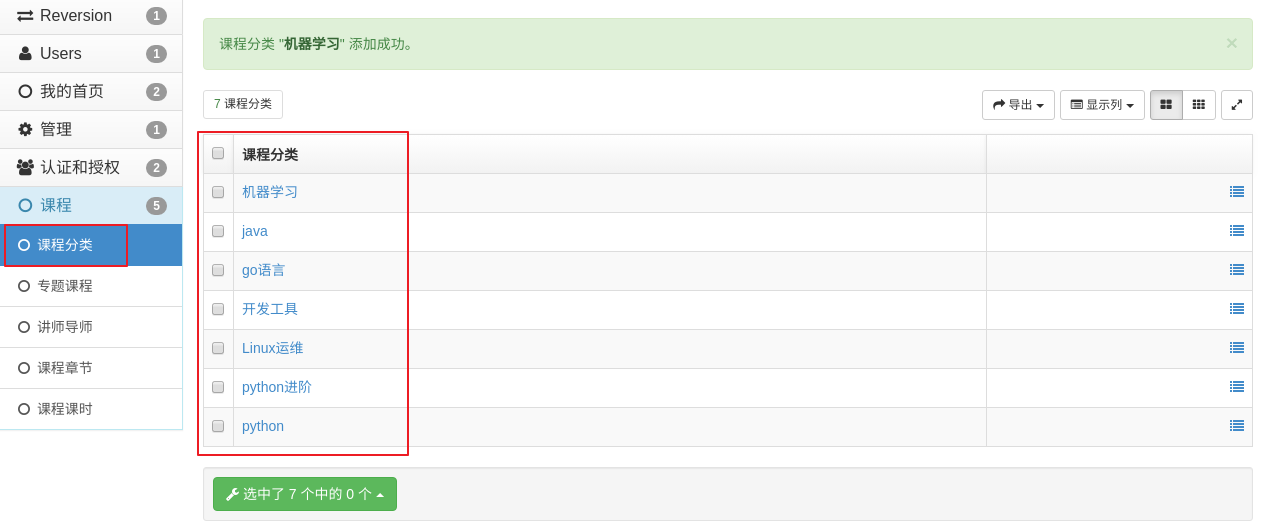 Reversion 1
Users 1
我的首页 2
管理 1
认证和授权 2
课程 5
课程分类
专题课程
讲师导师
课程章节
课程课时
课程分类 "机器学习" 添加成功。 ×
7 课程分类
导出
显示列
课程分类
机器学习
java
go语言
开发工具
Linux运维
python进阶
python
选中了 7 个中的 0 个